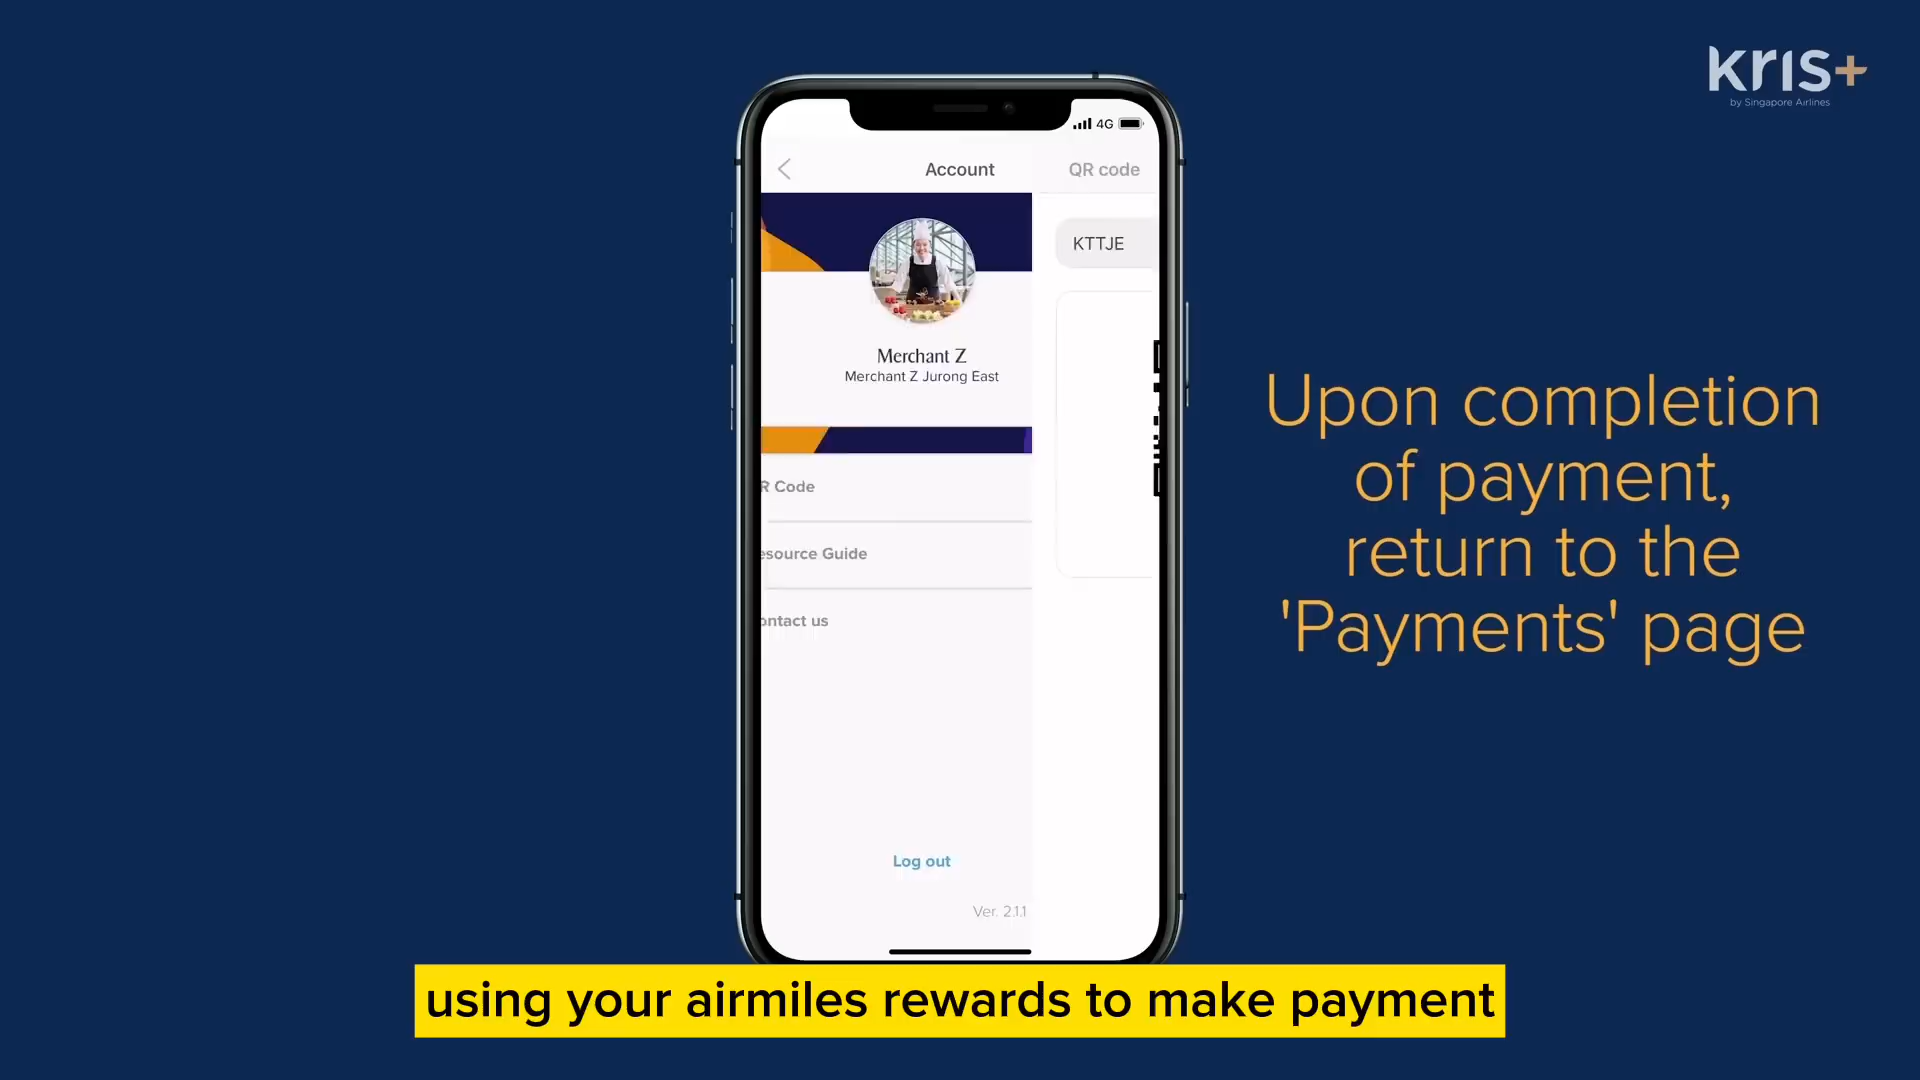 kris+
by Singapore Airlines
4G
Account
QR code
KTTJE
Merchant Z
Merchant Z Jurong East
R Code
esource Guide
ontact us
Log out
Ver. 2.1.1
Upon completion
of payment,
return to the
'Payments' page
using your airmiles rewards to make payment